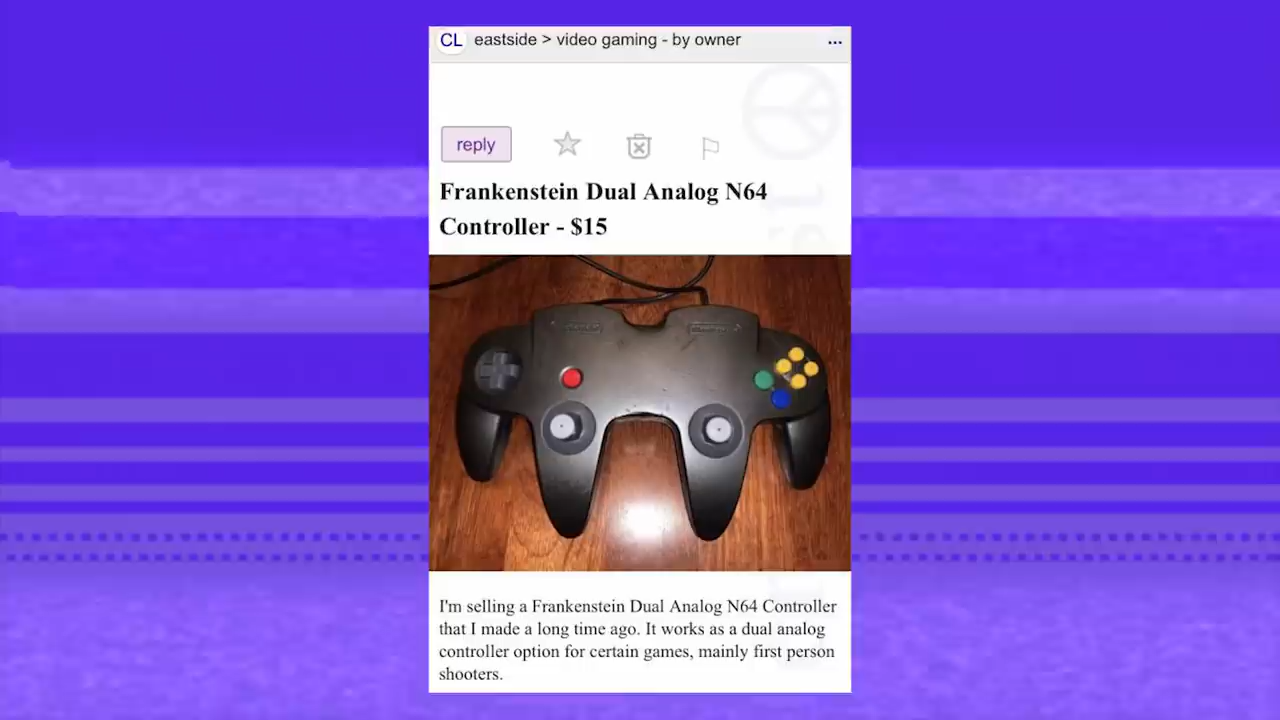 CL eastside > video gaming - by owner ...
reply
Frankenstein Dual Analog N64
Controller - $15
I'm selling a Frankenstein Dual Analog N64 Controller
that I made a long time ago. It works as a dual analog
controller option for certain games, mainly first person
shooters.